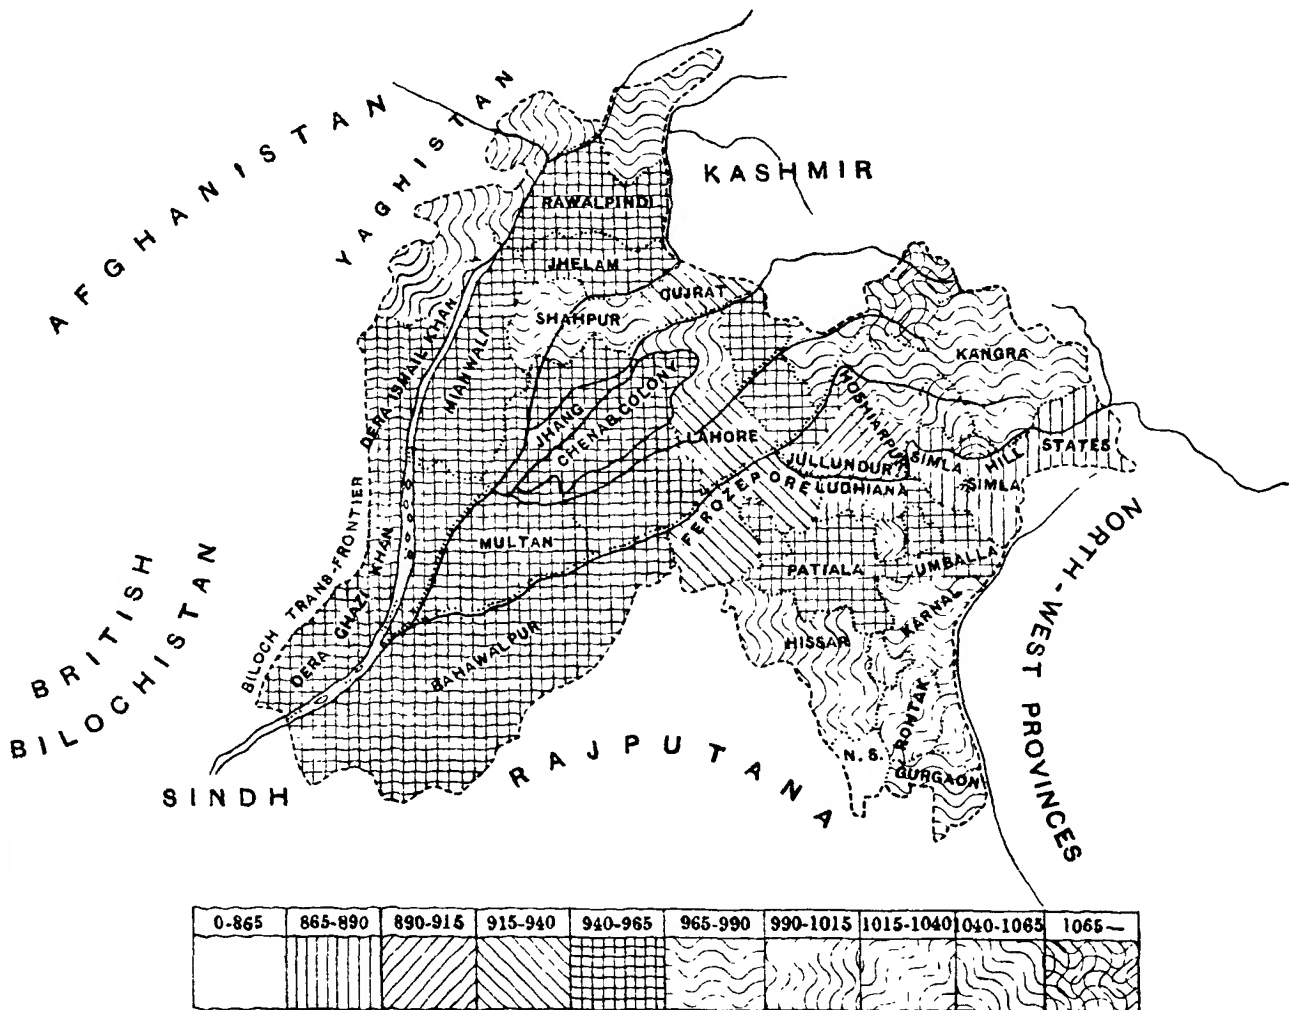 AFGHANISTAN
YAGHISTAN
KASHMIR
RAWALPINDI
JHELAM
GUJRAT
SHAHPUR
DERA ISMAIL KHAN
MIANWALI
KANGRA
JHANG
CHENAB COLONY
LAHORE
HOSHIARPUR
JULLUNDUR
SIMLA HILL STATES
SIMLA
FEROZEPORE
LUDHIANA
MULTAN
PATIALA
UMBALLA
BILOCH TRANS-FRONTIER
DERA GHAZI KHAN
BAHAWALPUR
HISSAR
KARNAL
ROHTAK
N. S.
GURGAON
BRITISH
BILOCHISTAN
SINDH
RAJPUTANA
NORTH-WEST PROVINCES
0-865 865-890 890-915 915-940 940-965 965-990 990-1015 1015-1040 1040-1065 1065—